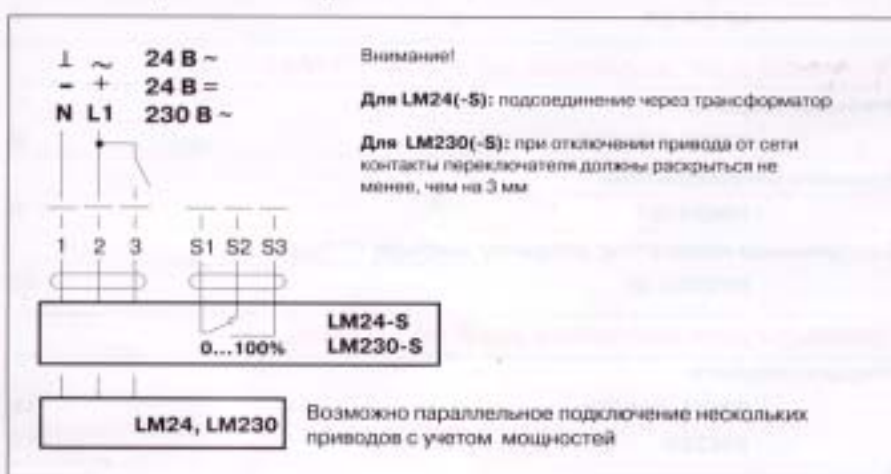 ⊥ ~ 24 В ~
- + 24 В =
N L1 230 В ~
Внимание!
Для LM24(-S): подсоединение через трансформатор
Для LM230(-S): при отключении привода от сети
контакты переключателя должны раскрыться не
менее, чем на 3 мм
1 2 3 S1 S2 S3
LM24-S
0...100% LM230-S
LM24, LM230
Возможно параллельное подключение нескольких
приводов с учетом мощностей